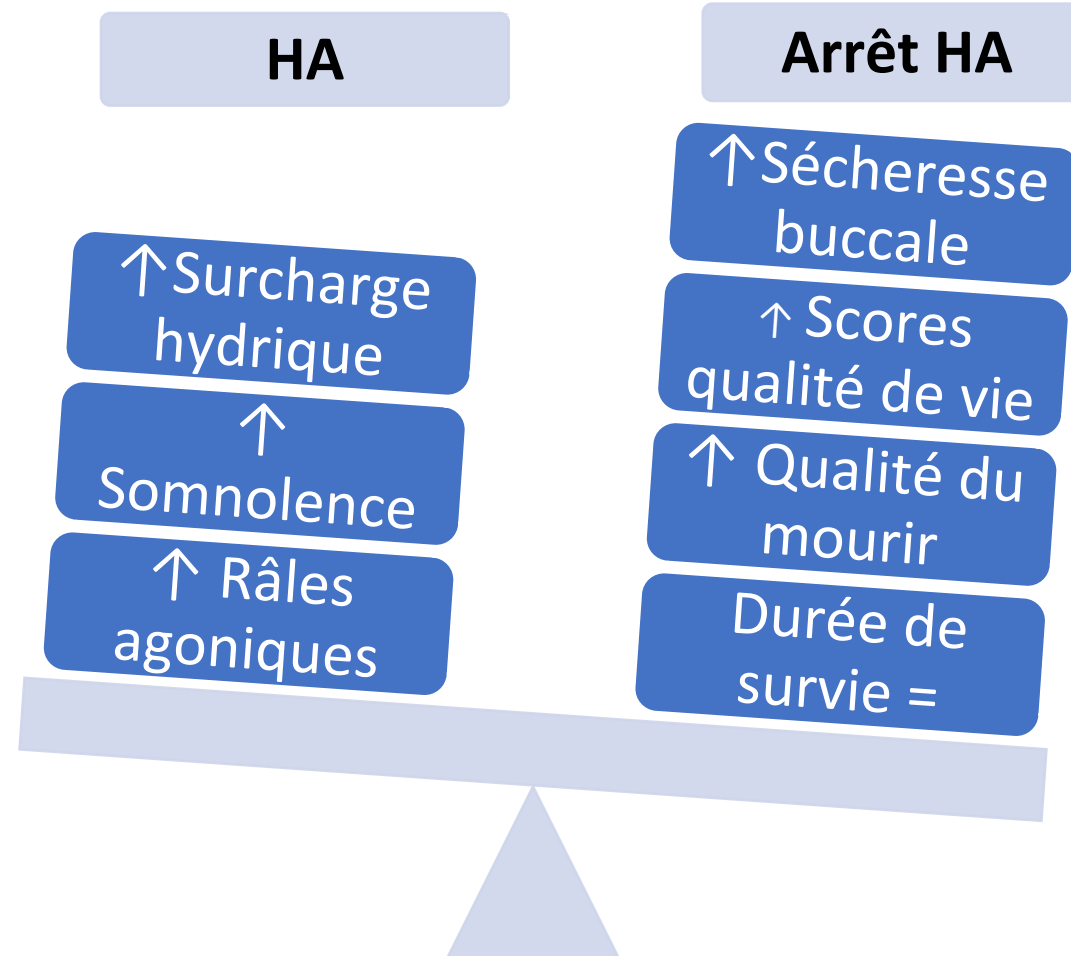 HA
↑Surcharge
hydrique
↑
Somnolence
↑ Râles
agoniques
Arrêt HA
↑Sécheresse
buccale
↑ Scores
qualité de vie
↑ Qualité du
mourir
Durée de
survie =